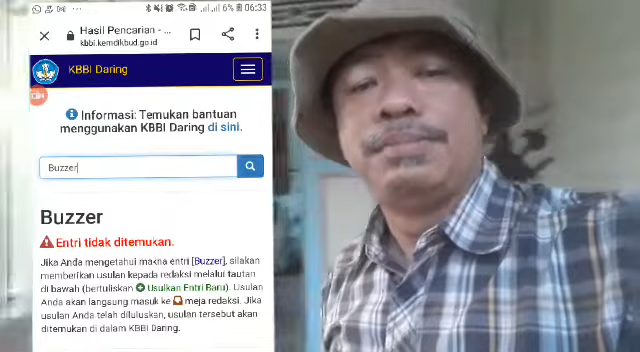 6% 06:33
Hasil Pencarian - ...
kbbi.kemdikbud.go.id
KBBI Daring
Informasi: Temukan bantuan
menggunakan KBBI Daring di sini.
Buzzer
Buzzer
Entri tidak ditemukan.
Jika Anda mengetahui makna entri [Buzzer], silakan
memberikan usulan kepada redaksi melalui tautan
di bawah (bertuliskan Usulkan Entri Baru). Usulan
Anda akan langsung masuk ke meja redaksi. Jika
usulan Anda telah diluluskan, usulan tersebut akan
ditemukan di dalam KBBI Daring.